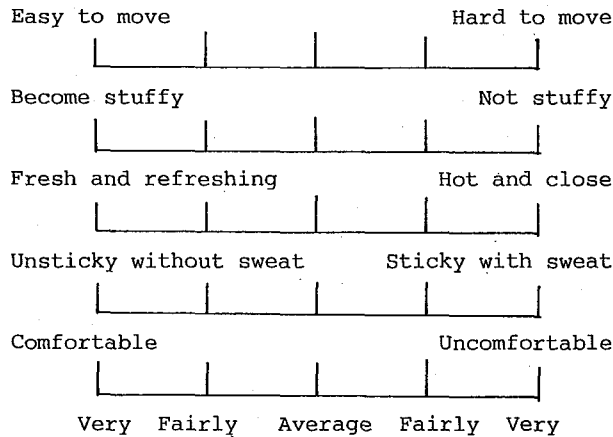 Easy to move Hard to move
Become stuffy Not stuffy
Fresh and refreshing Hot and close
Unsticky without sweat Sticky with sweat
Comfortable Uncomfortable
Very Fairly Average Fairly Very